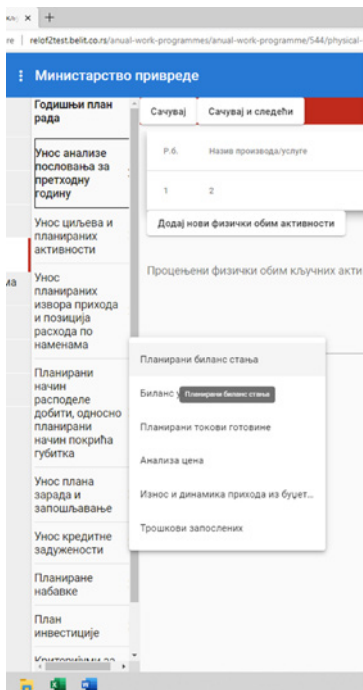 relof2test.belit.co.rs/anual-work-programmes/anual-work-programme/544/physical-
Министарство привреде
Годишњи план
рада
Сачувај
Сачувај и следећи
Р.б.
Назив производа/услуге
1
2
Додај нови физички обим активности
Процењени физички обим кључних акти
Унос анализе
пословања за
претходну
годину
Унос циљева и
планираних
активности
Унос
планираних
извора прихода
и позиција
расхода по
наменама
Планирани
начин
расподеле
добити, односно
планирани
начин покрића
губитка
Унос плана
зарада и
запошљавање
Унос кредитне
задужености
Планиране
набавке
План
инвестиције
Планирани биланс стања
Биланс у
Планирани биланс стања
Планирани токови готовине
Анализа цена
Износ и динамика прихода из буџет...
Трошкови запослених